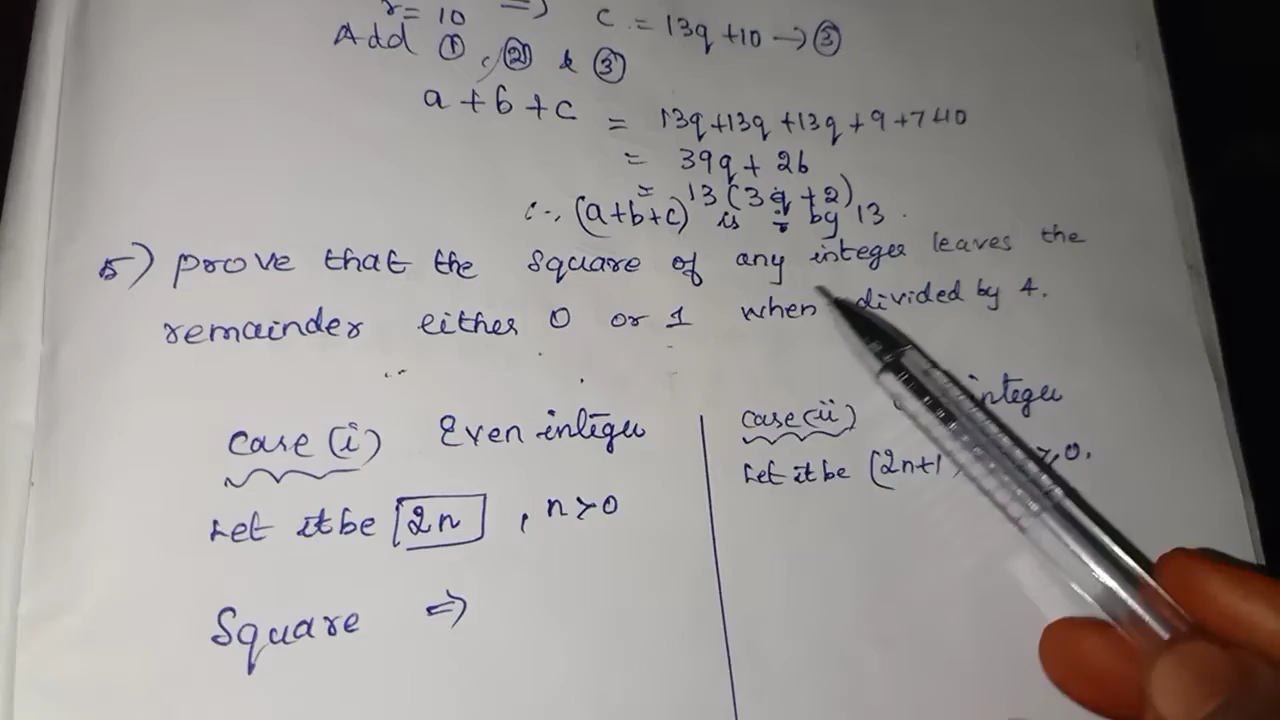 r = 10 => c = 13q + 10 → ③
Add ①, ② & ③
a + b + c = 13q+13q +13q + 9 + 7+10
= 39q + 26
= 13 (3q + 2)
∴ (a+b+c) is ÷ by 13.
5) prove that the square of any integer leaves the
remainder either 0 or 1 when divided by 4.
case (i) Even integer
Let it be 2n , n > 0
Square =>
case (ii) integer
Let it be (2n+1 ≥ 0.